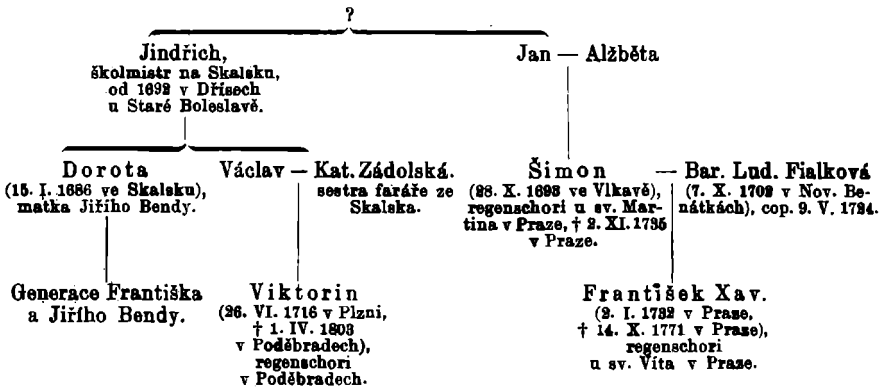 ?
Jindřich,
školmistr na Skalsku,
od 1692 v Dřísech
u Staré Boleslavě.
Jan — Alžběta
Dorota
(15. I. 1686 ve Skalsku),
matka Jiřího Bendy.
Václav — Kat. Zádolská.
sestra faráře ze
Skalska.
Šimon — Bar. Lud. Fialková
(28. X. 1693 ve Vlkavě),
regenschori u sv. Mar-
tina v Praze, † 2. XI. 1735
v Praze.
(7. X. 1702 v Nov. Be-
nátkách), cop. 9. V. 1724.
Generace Františka
a Jiřího Bendy.
Viktorin
(26. VI. 1716 v Plzni,
† 1. IV. 1803
v Poděbradech),
regenschori
v Poděbradech.
František Xav.
(2. I. 1732 v Praze,
† 14. X. 1771 v Praze),
regenschori
u sv. Víta v Praze.